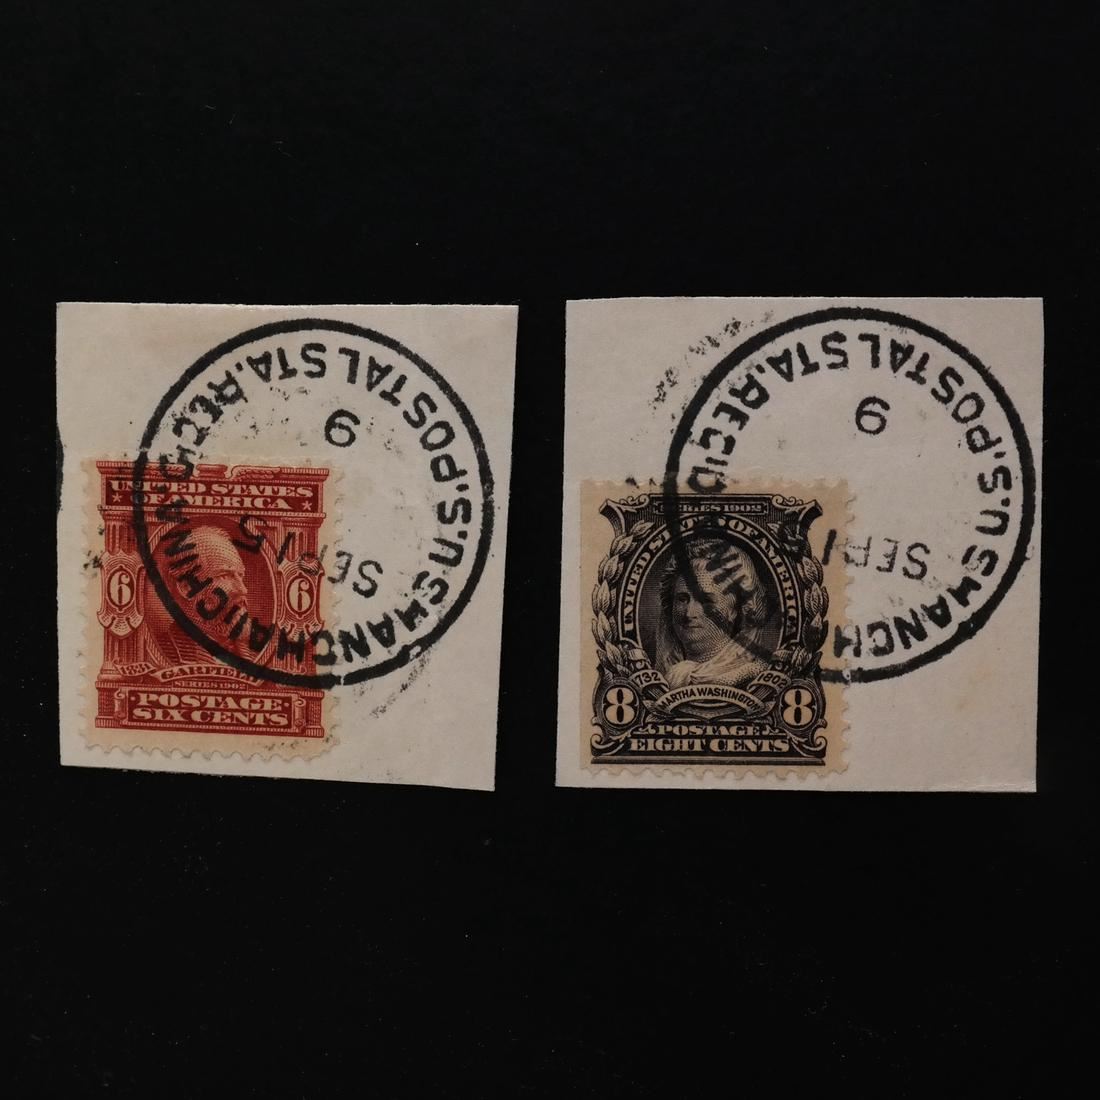 U.S. POSTAL STA. REC'D.
SHANGHAI CHINA
SEP 15
9
UNITED STATES
OF AMERICA
6 6
1831
GARFIELD
SERIES 1902
POSTAGE
SIX CENTS
U.S. POSTAL STA. REC'D.
SHANGHAI CHINA
SEP 1
9
SERIES 1902
UNITED STATES OF AMERICA
1732 1802
MARTHA WASHINGTON
8 8
POSTAGE
EIGHT CENTS